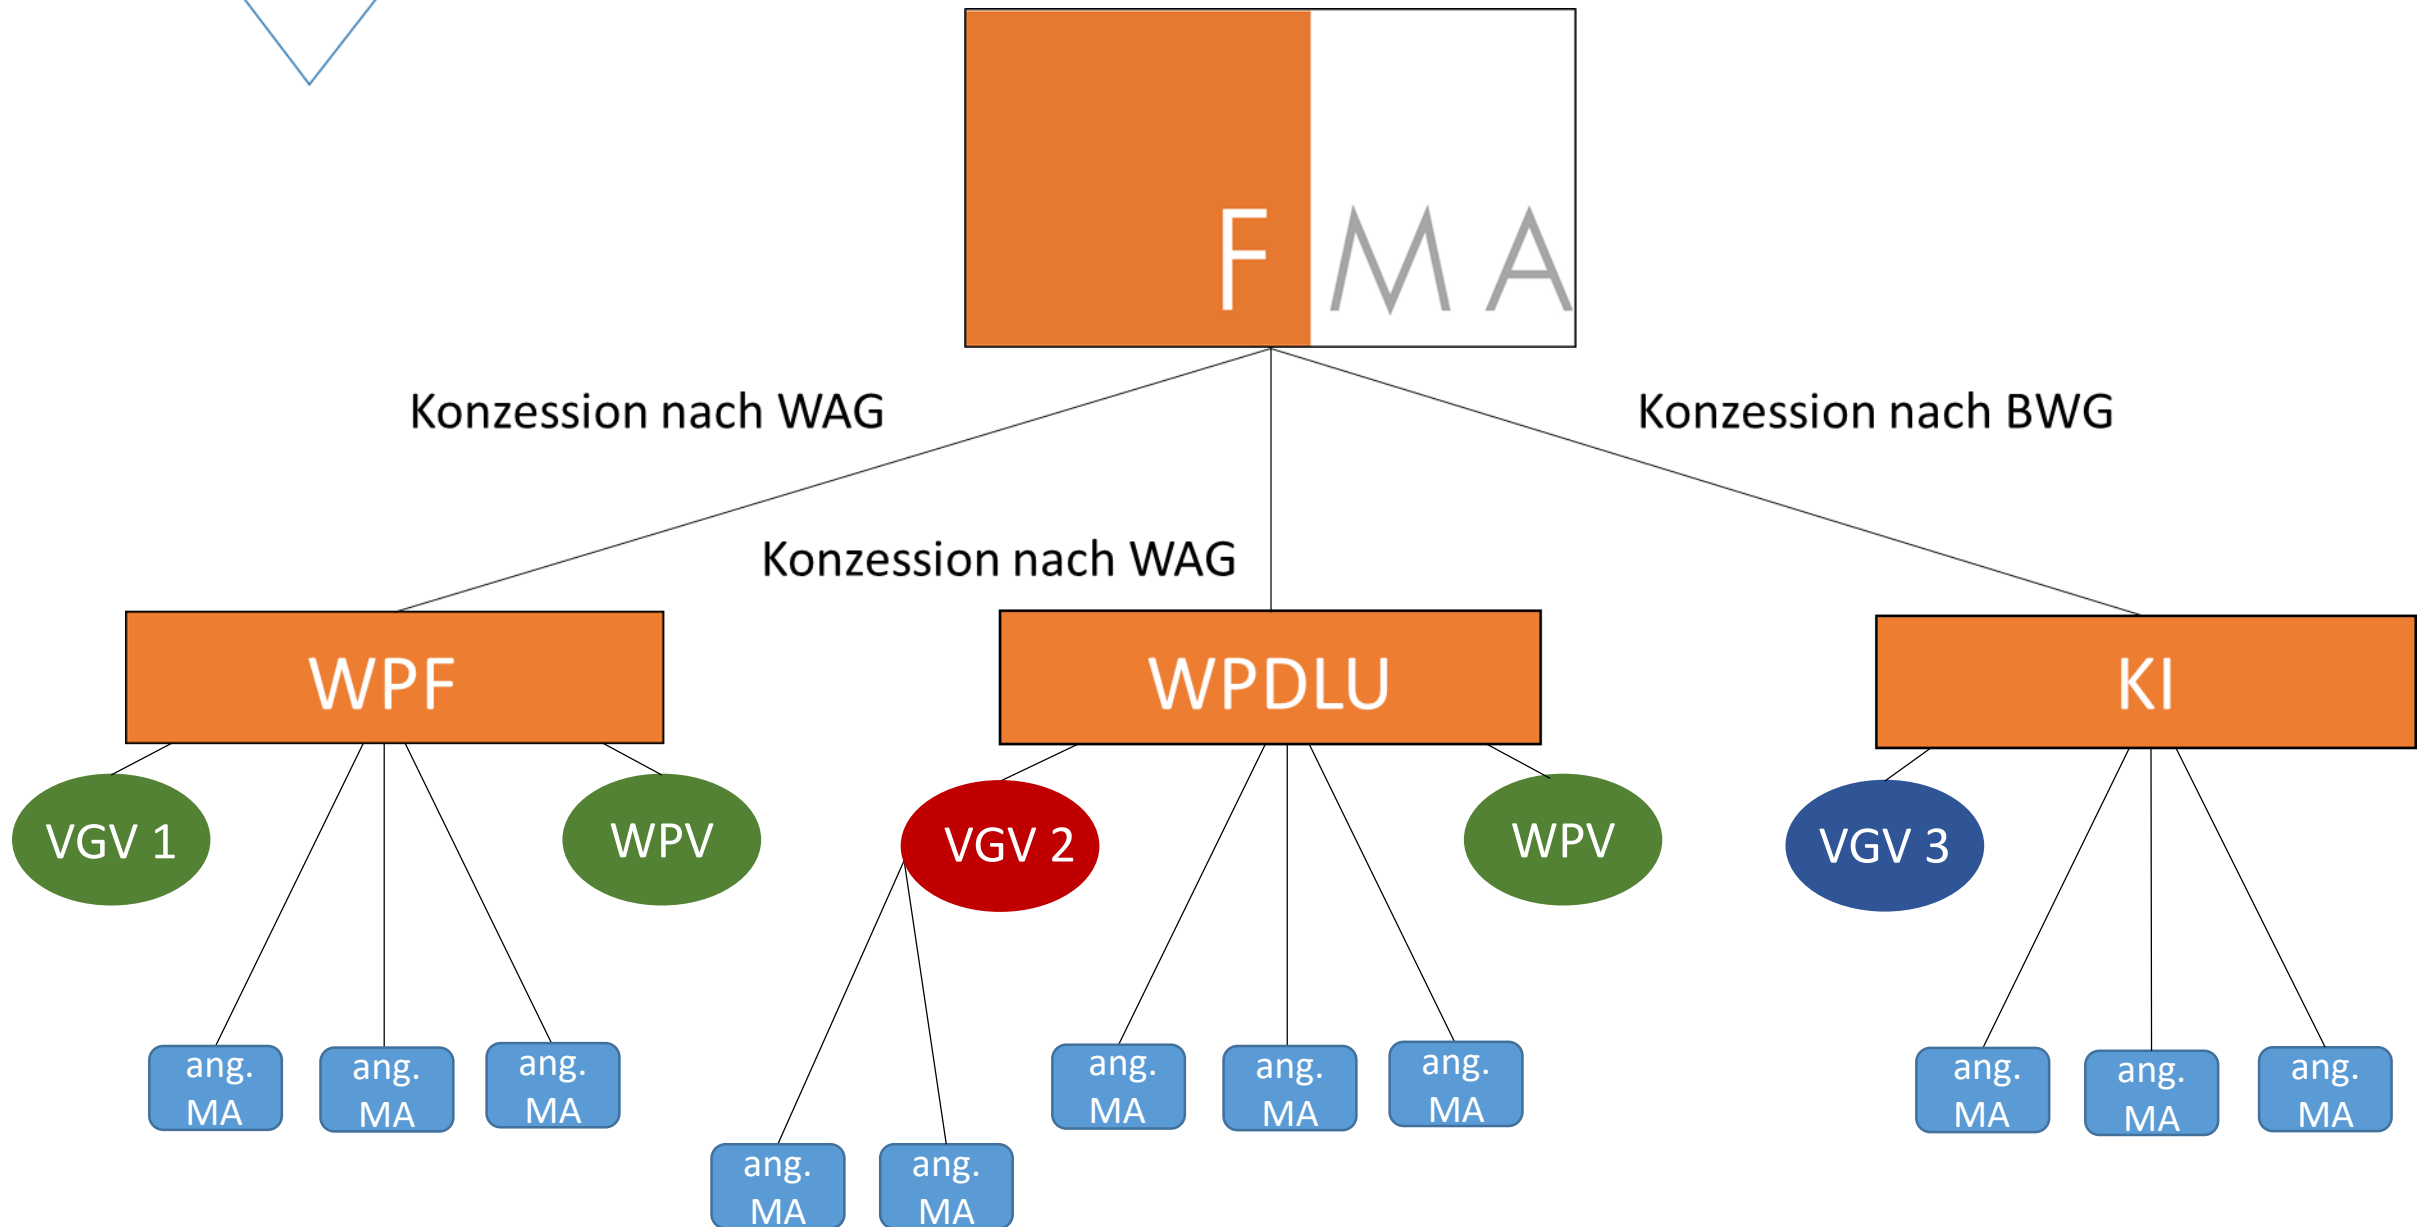 F M A
Konzession nach WAG
Konzession nach BWG
Konzession nach WAG
WPF
WPDLU
KI
VGV 1
WPV
VGV 2
WPV
VGV 3
ang.
MA
ang.
MA
ang.
MA
ang.
MA
ang.
MA
ang.
MA
ang.
MA
ang.
MA
ang.
MA
ang.
MA
ang.
MA